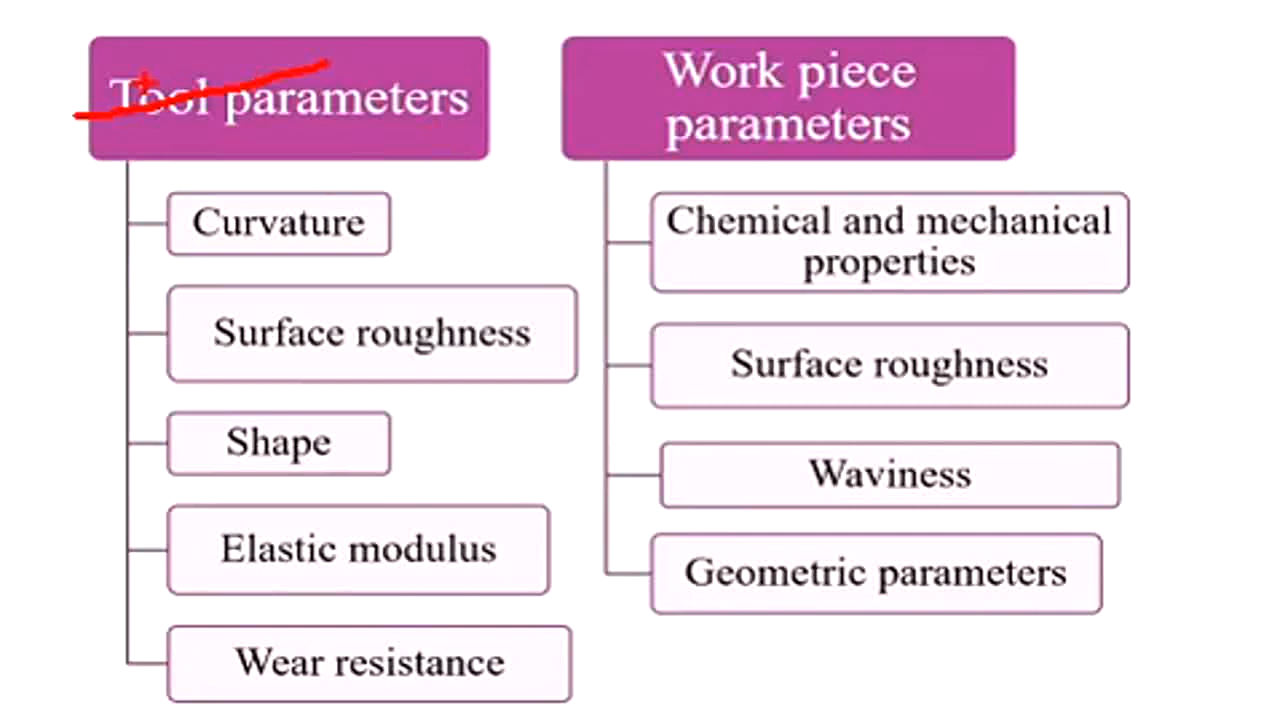 Tool parameters
Curvature
Surface roughness
Shape
Elastic modulus
Wear resistance
Work piece
parameters
Chemical and mechanical
properties
Surface roughness
Waviness
Geometric parameters